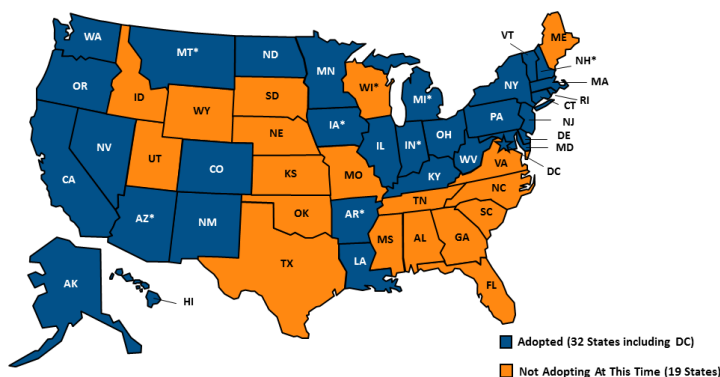 WA
MT*
ND
MN
VT
ME
NH*
MA
RI
CT
NJ
DE
MD
DC
OR
ID
WY
SD
WI*
MI*
NY
PA
NV
UT
CO
NE
IA*
IL
IN*
OH
WV
VA
CA
KS
MO
KY
NC
AZ*
NM
OK
AR*
TN
SC
TX
LA
MS
AL
GA
FL
AK
HI
Adopted (32 States including DC)
Not Adopting At This Time (19 States)